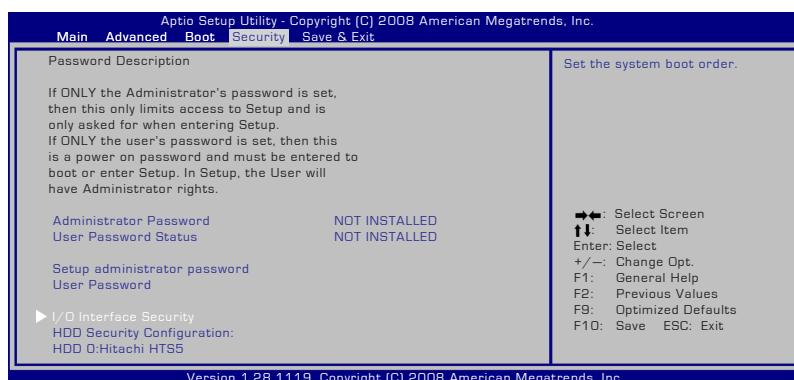 Aptio Setup Utility - Copyright (C) 2008 American Megatrends, Inc.
Main Advanced Boot Security Save & Exit
Password Description
If ONLY the Administrator's password is set,
then this only limits access to Setup and is
only asked for when entering Setup.
If ONLY the user's password is set, then this
is a power on password and must be entered to
boot or enter Setup. In Setup, the User will
have Administrator rights.
Administrator Password NOT INSTALLED
User Password Status NOT INSTALLED
Setup administrator password
User Password
I/O Interface Security
HDD Security Configuration:
HDD 0:Hitachi HTS5
Set the system boot order.
→←: Select Screen
↑↓: Select Item
Enter: Select
+/—: Change Opt.
F1: General Help
F2: Previous Values
F9: Optimized Defaults
F10: Save ESC: Exit
Version 1.28.1119. Copyright (C) 2008 American Megatrends, Inc.